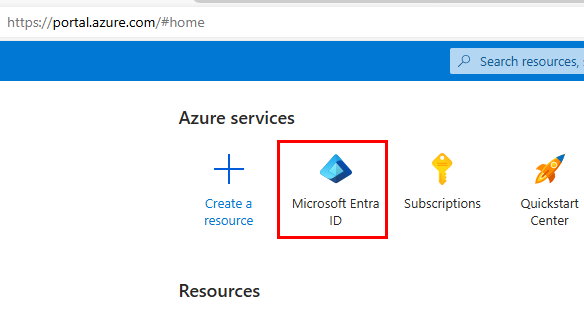 https://portal.azure.com/#home
Search resources, s
Azure services
Create a
resource
Microsoft Entra
ID
Subscriptions
Quickstart
Center
Resources